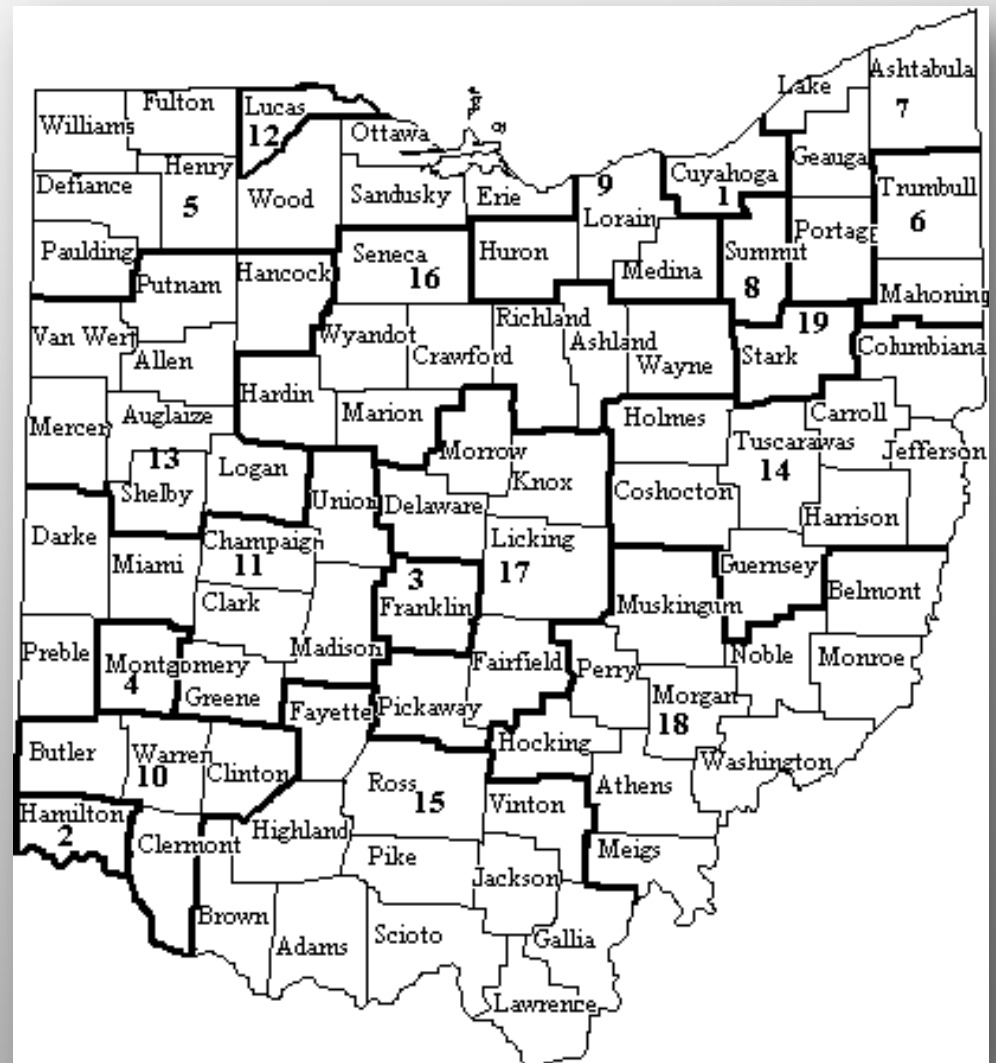 Ashtabula
7
Lake
Fulton
Lucas
12
Williams
Ottawa
Geauga
Henry
Cuyahoga
1
9
Defiance
5
Wood
Sandusky
Erie
Lorain
Trumbull
6
Paulding
Seneca
16
Huron
Medina
Summit
8
Portag
Putnam
Hancock
Mahoning
Van Wert
Allen
Wyandot
Crawford
Richland
Ashland
Wayne
19
Stark
Columbiana
Hardin
Marion
Mercer
Auglaize
Holmes
Carroll
Morrow
Tuscarawas
14
Jefferson
13
Shelby
Logan
Union
Delaware
Knox
Coshocton
Harrison
Darke
Miami
Champaign
11
Licking
17
3
Franklin
Guernsey
Belmont
Clark
Muskingum
Preble
Montgomery
4
Greene
Madison
Fairfield
Perry
Noble
Monroe
Fayette
Pickaway
Morgan
18
Butler
Warren
10
Clinton
Hocking
Washington
Ross
15
Vinton
Athens
Hamilton
2
Clermont
Highland
Pike
Jackson
Meigs
Brown
Adams
Scioto
Gallia
Lawrence